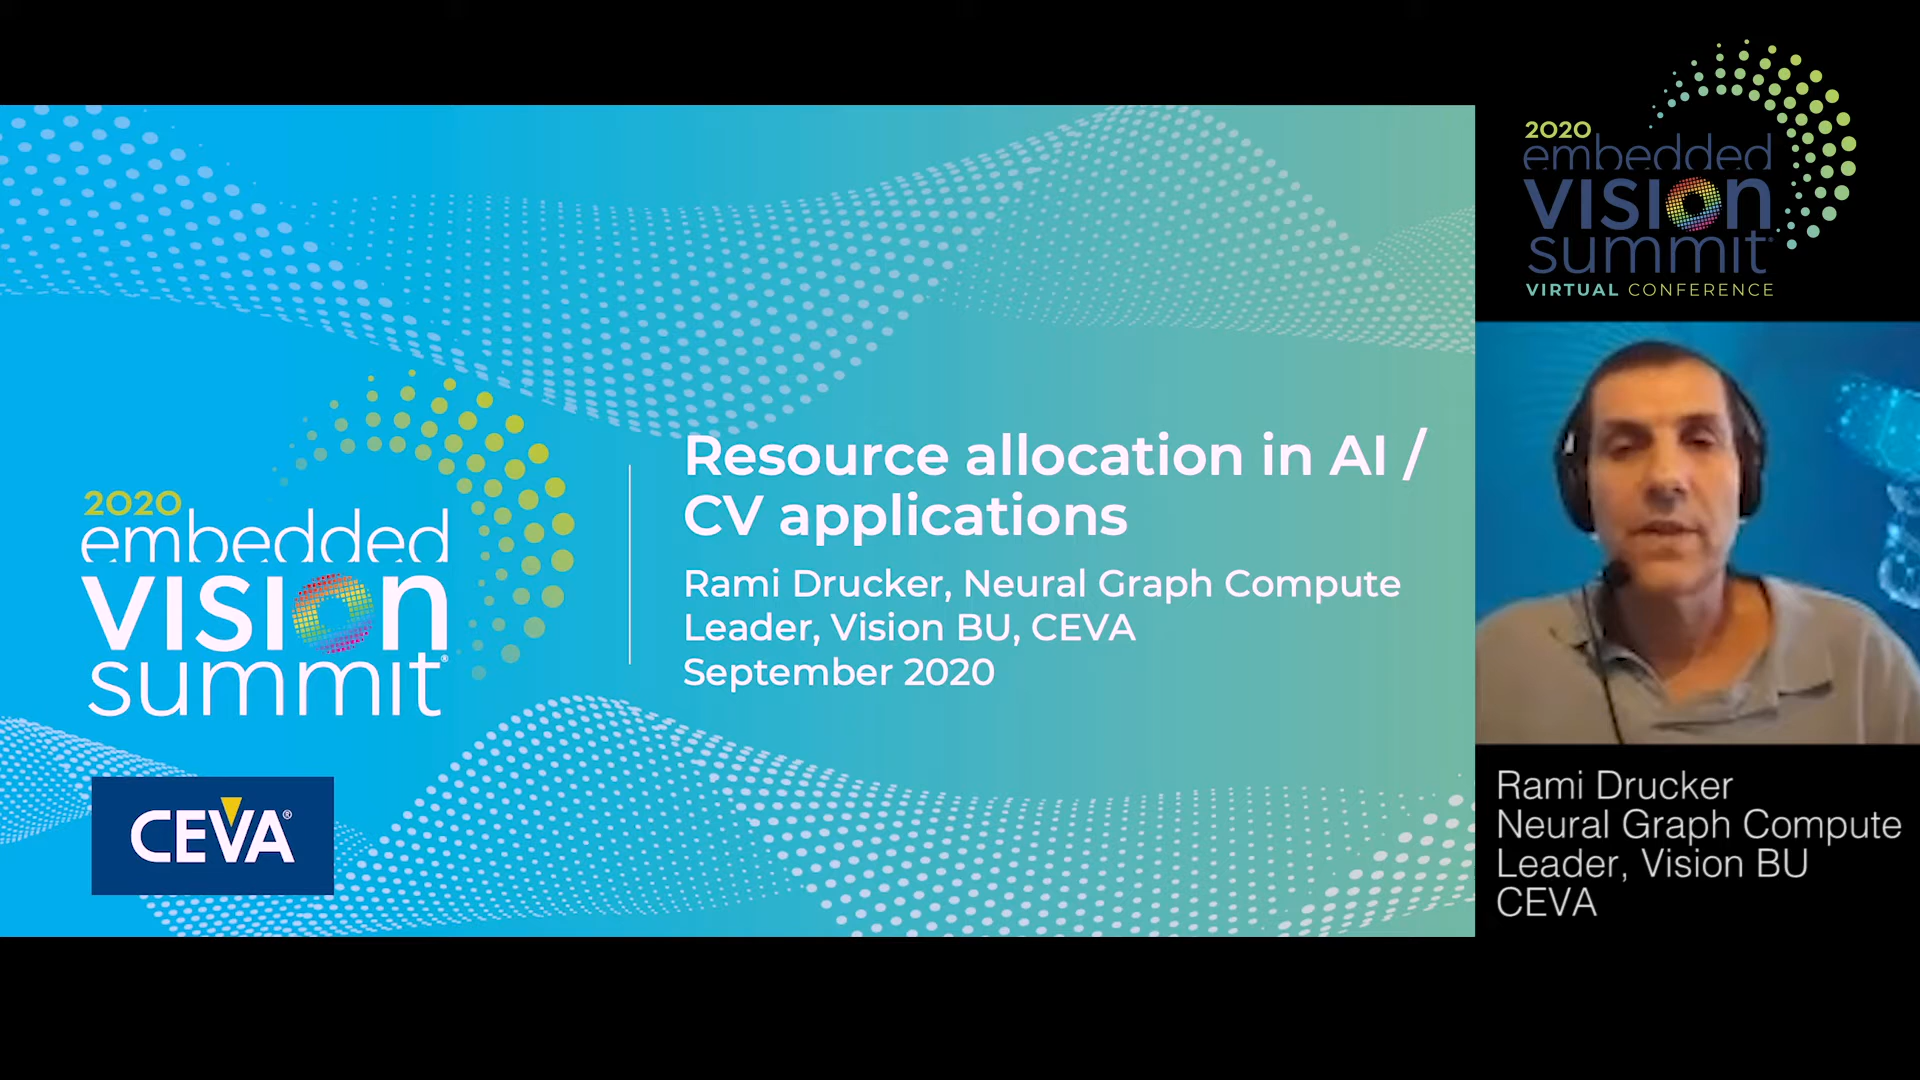 2020
embedded
vision
summit®
CEVA®
Resource allocation in AI /
CV applications
Rami Drucker, Neural Graph Compute
Leader, Vision BU, CEVA
September 2020
2020
embedded
vision
summit®
VIRTUAL CONFERENCE
Rami Drucker
Neural Graph Compute
Leader, Vision BU
CEVA